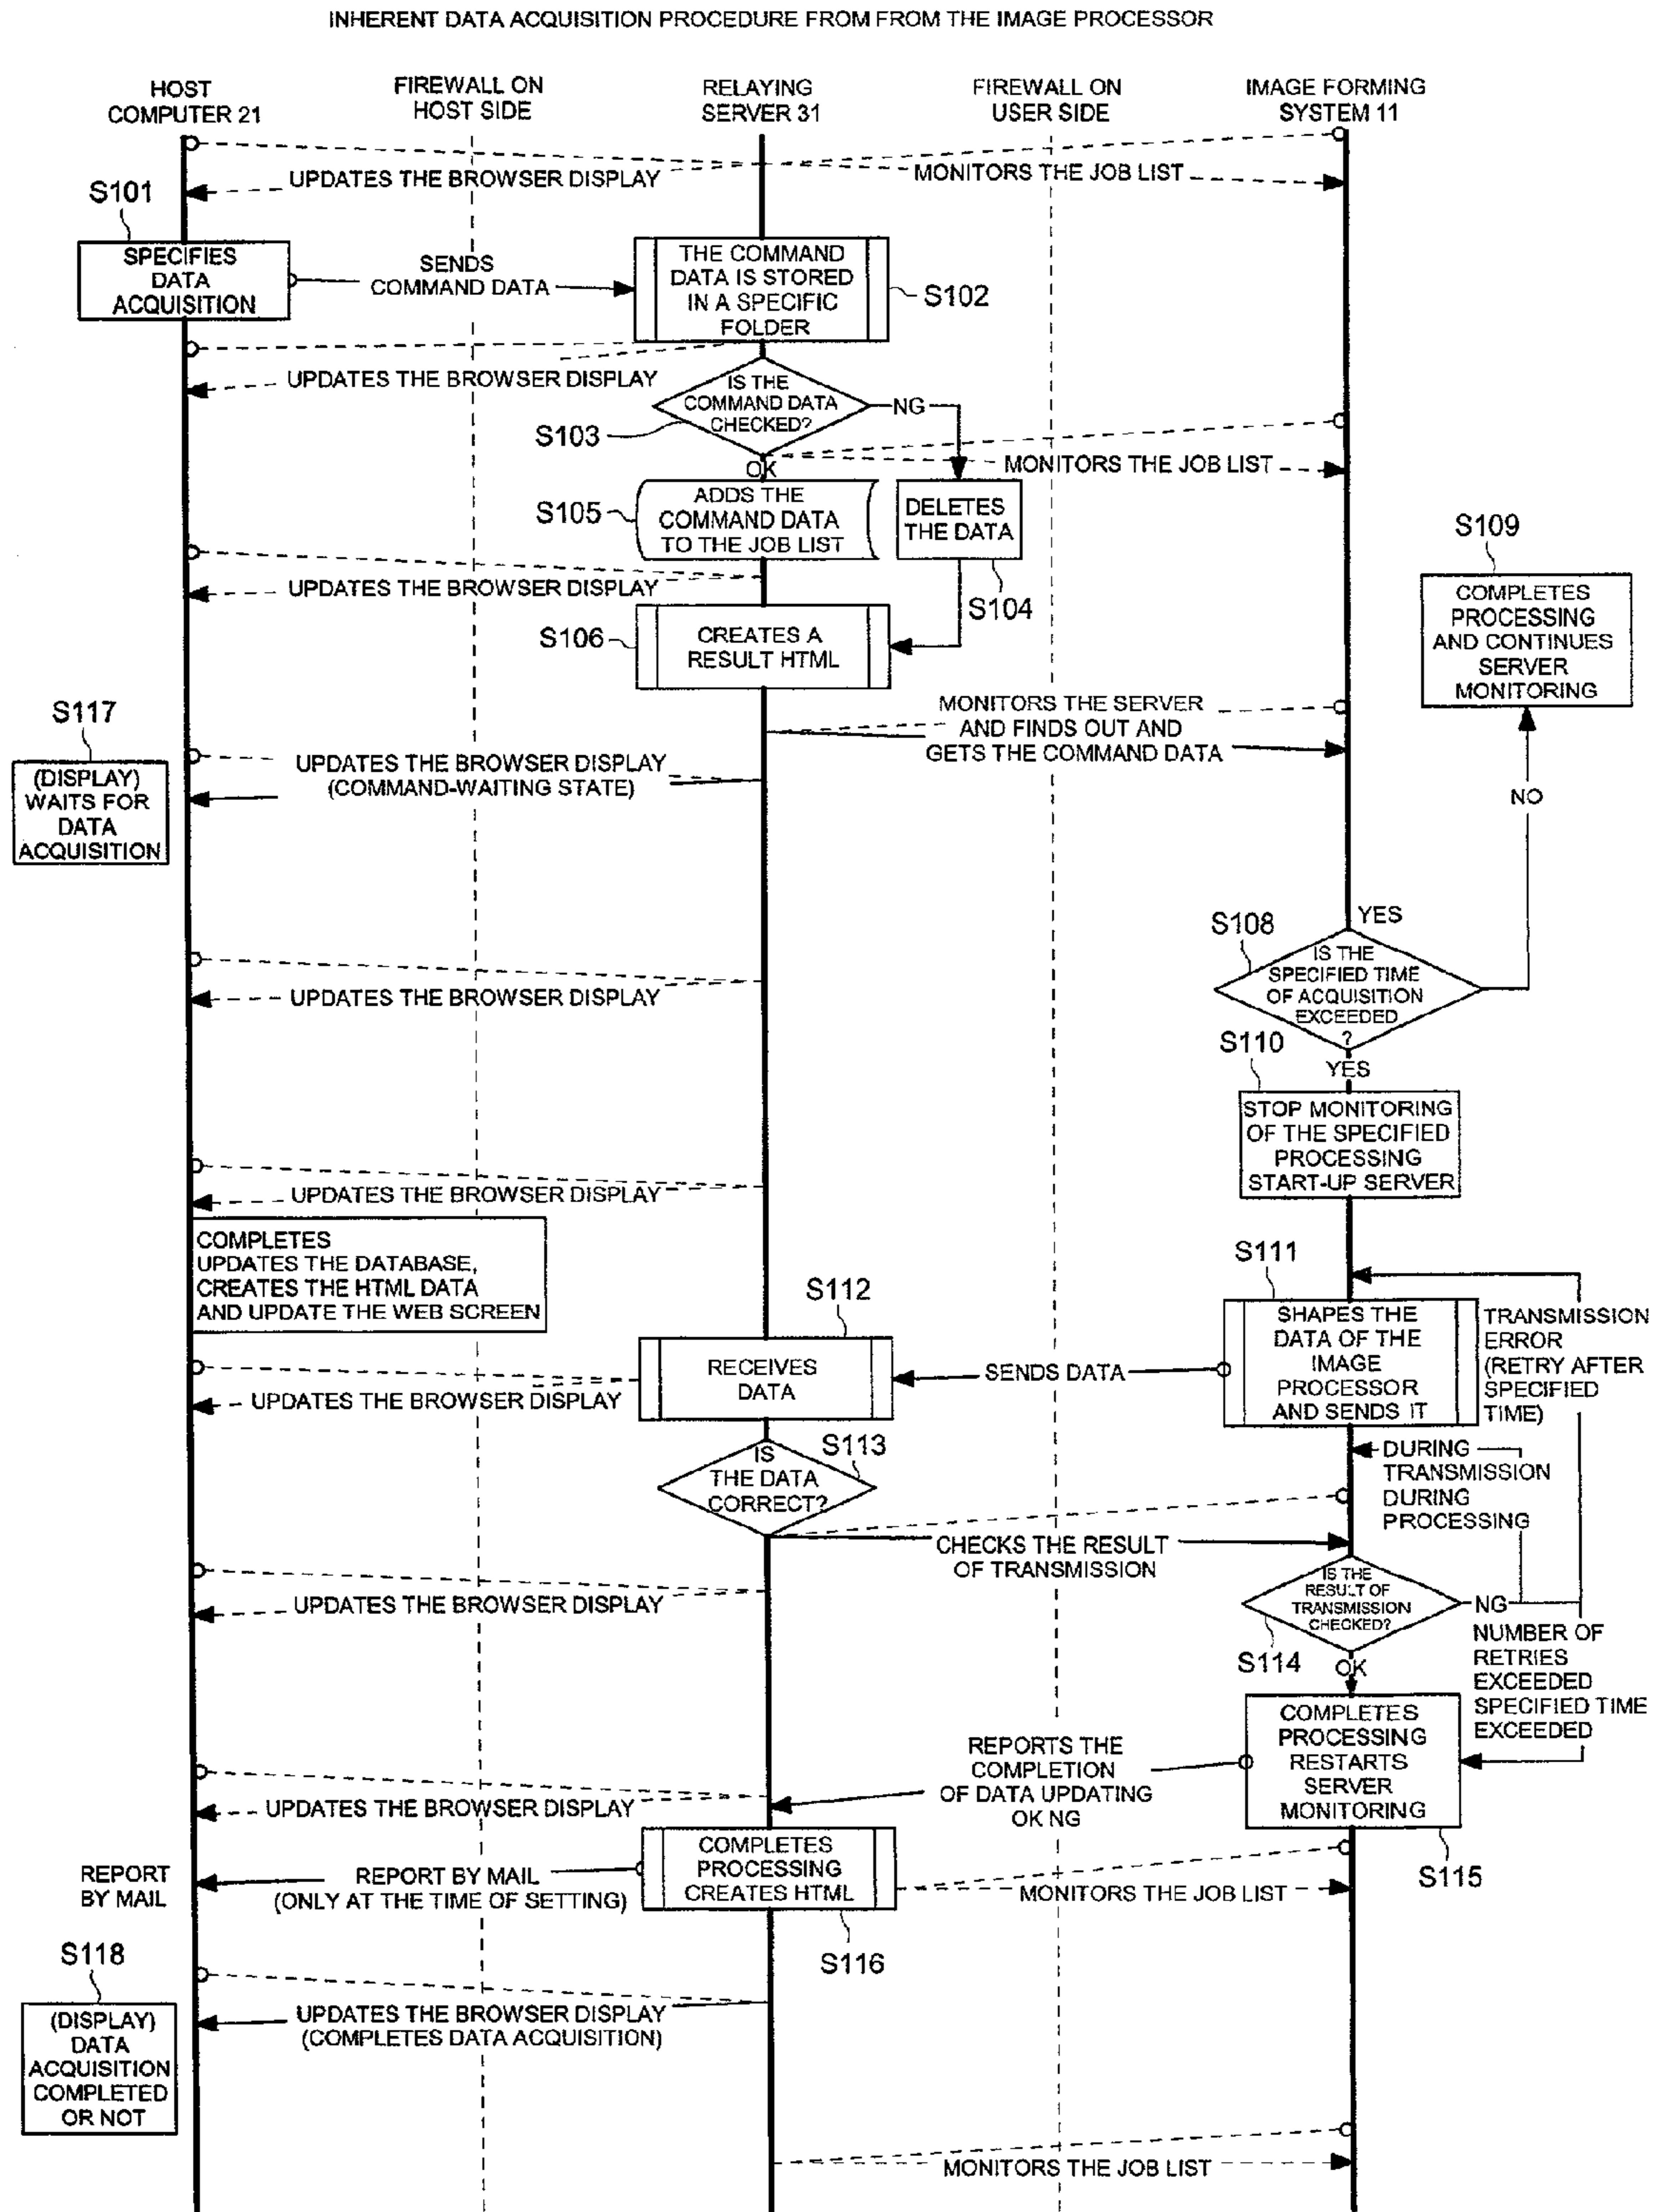 INHERENT DATA ACQUISITION PROCEDURE FROM FROM THE IMAGE PROCESSOR
HOST
COMPUTER 21
FIREWALL ON
HOST SIDE
RELAYING
SERVER 31
FIREWALL ON
USER SIDE
IMAGE FORMING
SYSTEM 11
UPDATES THE BROWSER DISPLAY
MONITORS THE JOB LIST
S101
SPECIFIES
DATA
ACQUISITION
SENDS
COMMAND DATA
THE COMMAND
DATA IS STORED
IN A SPECIFIC
FOLDER
S102
UPDATES THE BROWSER DISPLAY
IS THE
COMMAND DATA
CHECKED?
NG
S103
OK
MONITORS THE JOB LIST
S105
ADDS THE
COMMAND DATA
TO THE JOB LIST
DELETES
THE DATA
S104
S109
COMPLETES
PROCESSING
AND CONTINUES
SERVER
MONITORING
UPDATES THE BROWSER DISPLAY
S106
CREATES A
RESULT HTML
MONITORS THE SERVER
AND FINDS OUT AND
GETS THE COMMAND DATA
S117
(DISPLAY)
WAITS FOR
DATA
ACQUISITION
UPDATES THE BROWSER DISPLAY
(COMMAND-WAITING STATE)
NO
YES
S108
IS THE
SPECIFIED TIME
OF ACQUISITION
EXCEEDED
?
UPDATES THE BROWSER DISPLAY
YES
S110
STOP MONITORING
OF THE SPECIFIED
PROCESSING
START-UP SERVER
UPDATES THE BROWSER DISPLAY
COMPLETES
UPDATES THE DATABASE,
CREATES THE HTML DATA
AND UPDATE THE WEB SCREEN
S111
SHAPES THE
DATA OF THE
IMAGE
PROCESSOR
AND SENDS IT
TRANSMISSION
ERROR
(RETRY AFTER
SPECIFIED
TIME)
S112
RECEIVES
DATA
SENDS DATA
UPDATES THE BROWSER DISPLAY
S113
IS
THE DATA
CORRECT?
DURING
TRANSMISSION
DURING
PROCESSING
CHECKS THE RESULT
OF TRANSMISSION
UPDATES THE BROWSER DISPLAY
IS THE
RESULT OF
TRANSMISSION
CHECKED?
NG
S114
OK
NUMBER OF
RETRIES
EXCEEDED
SPECIFIED TIME
EXCEEDED
COMPLETES
PROCESSING
RESTARTS
SERVER
MONITORING
S115
REPORTS THE
COMPLETION
OF DATA UPDATING
OK NG
UPDATES THE BROWSER DISPLAY
REPORT
BY MAIL
REPORT BY MAIL
(ONLY AT THE TIME OF SETTING)
COMPLETES
PROCESSING
CREATES HTML
S116
MONITORS THE JOB LIST
S118
(DISPLAY)
DATA
ACQUISITION
COMPLETED
OR NOT
UPDATES THE BROWSER DISPLAY
(COMPLETES DATA ACQUISITION)
MONITORS THE JOB LIST